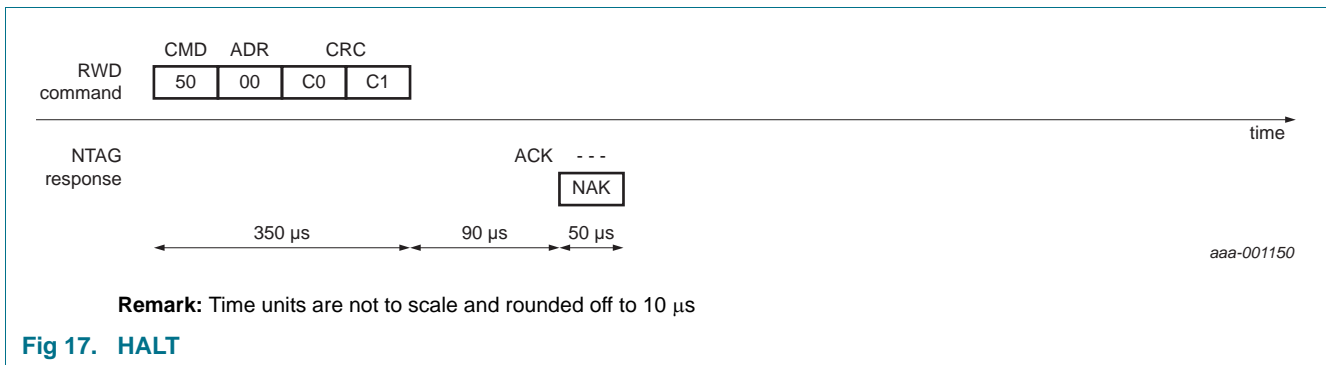 CMD ADR CRC
RWD command
50 00 C0 C1
time
NTAG response
ACK - - -
NAK
350 μs 90 μs 50 μs
aaa-001150
Remark: Time units are not to scale and rounded off to 10 μs
Fig 17. HALT